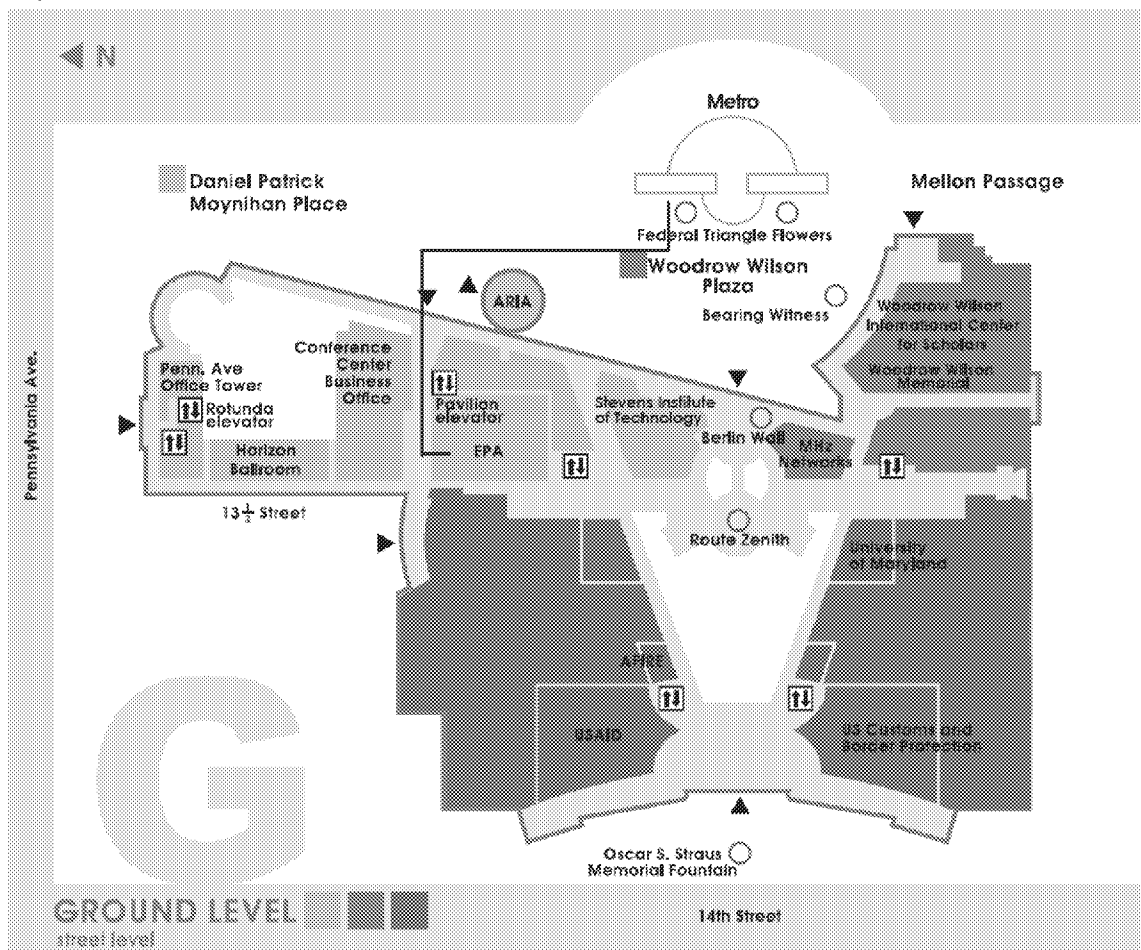 N
Metro
Daniel Patrick
Moynihan Place
Mellon Passage
Federal Triangle Flowers
Woodrow Wilson
Plaza
ARIA
Bearing Witness
Woodrow Wilson
International Center
for Scholars
Woodrow Wilson
Memorial
Conference
Center
Business
Office
Penn. Ave
Office Tower
Rotunda
elevator
Pavilion
elevator
Stevens Institute
of Technology
Berlin Wall
MHz
Networks
Horizon
Ballroom
EPA
Pennsylvania Ave.
13 1/2 Street
Route Zenith
University
of Maryland
AFIRE
USAID
US Customs and
Border Protection
G
Oscar S. Straus
Memorial Fountain
GROUND LEVEL
street level
14th Street